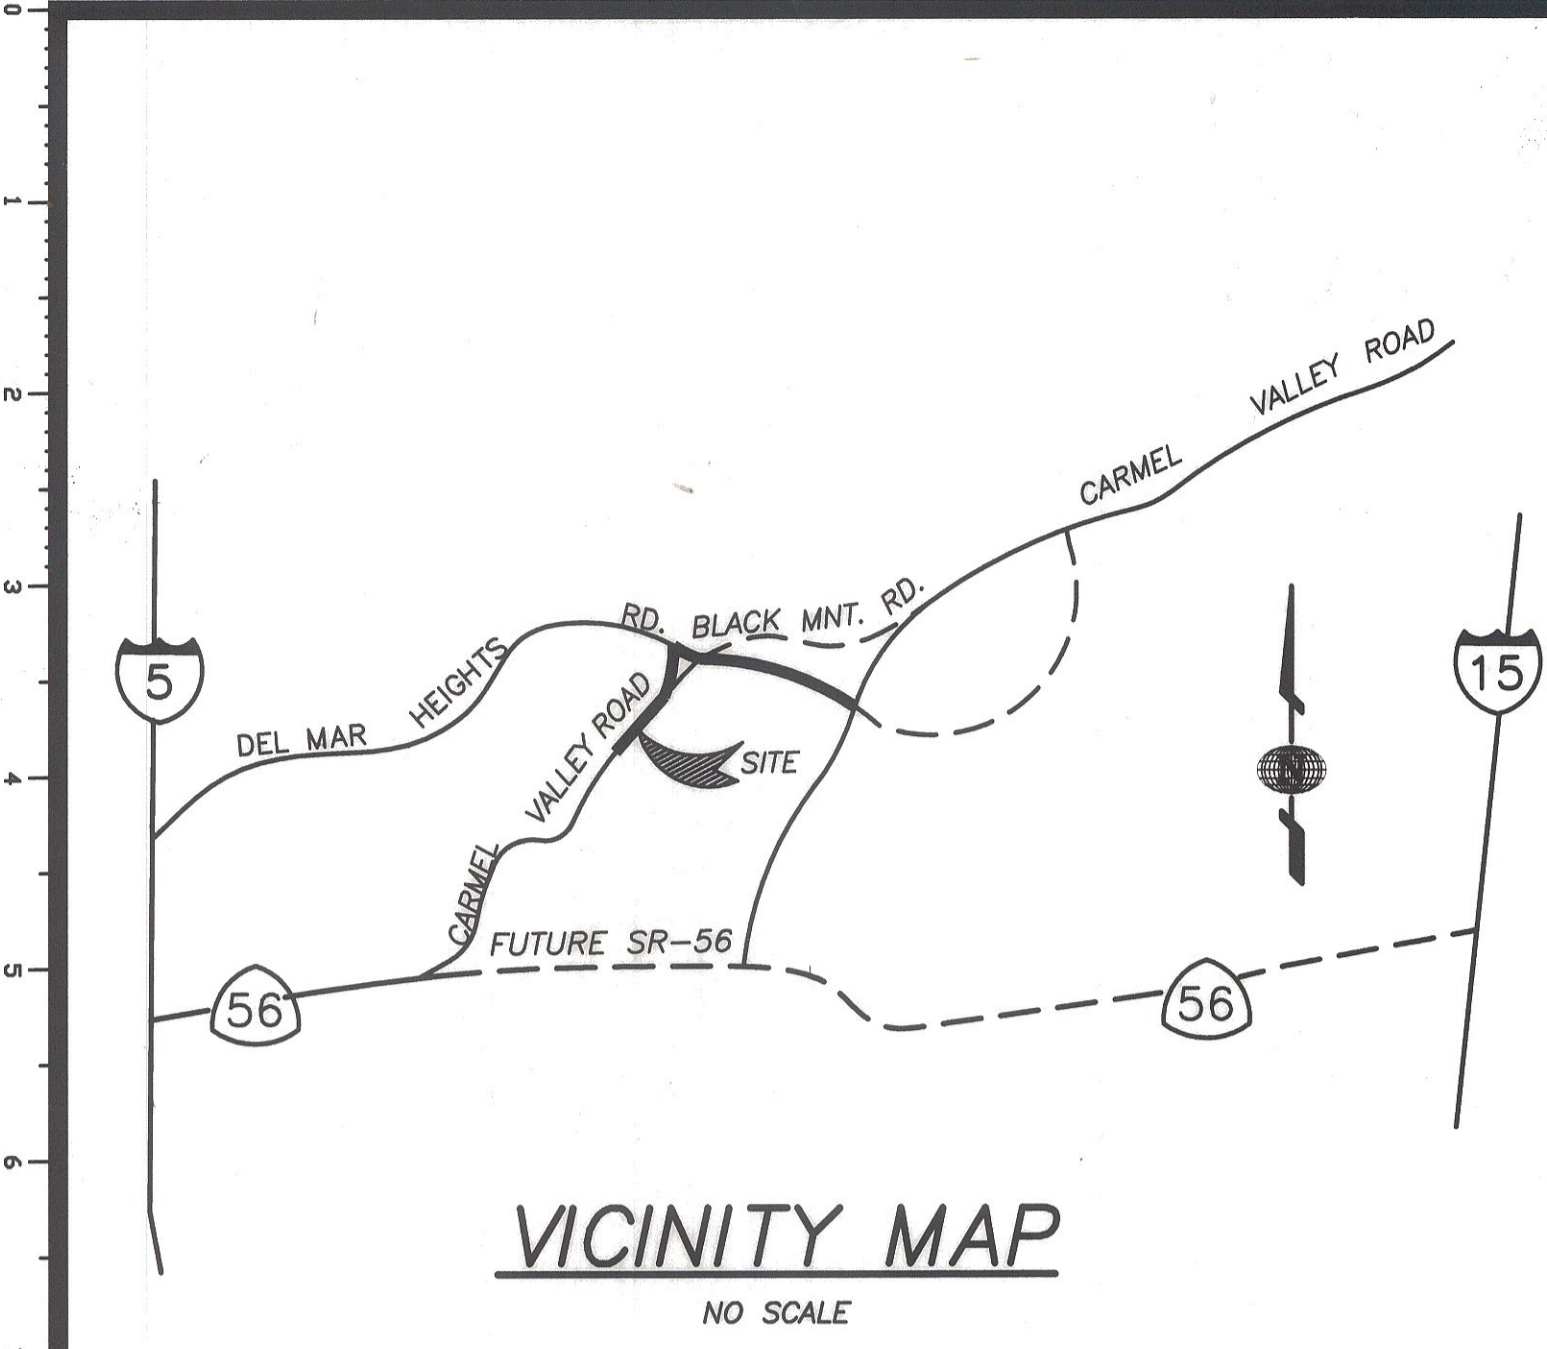 0
1
2
3
4
5
6
CARMEL VALLEY ROAD
RD. BLACK MNT. RD.
DEL MAR HEIGHTS
5
15
CARMEL VALLEY ROAD
SITE
N
FUTURE SR-56
56
56
VICINITY MAP
NO SCALE